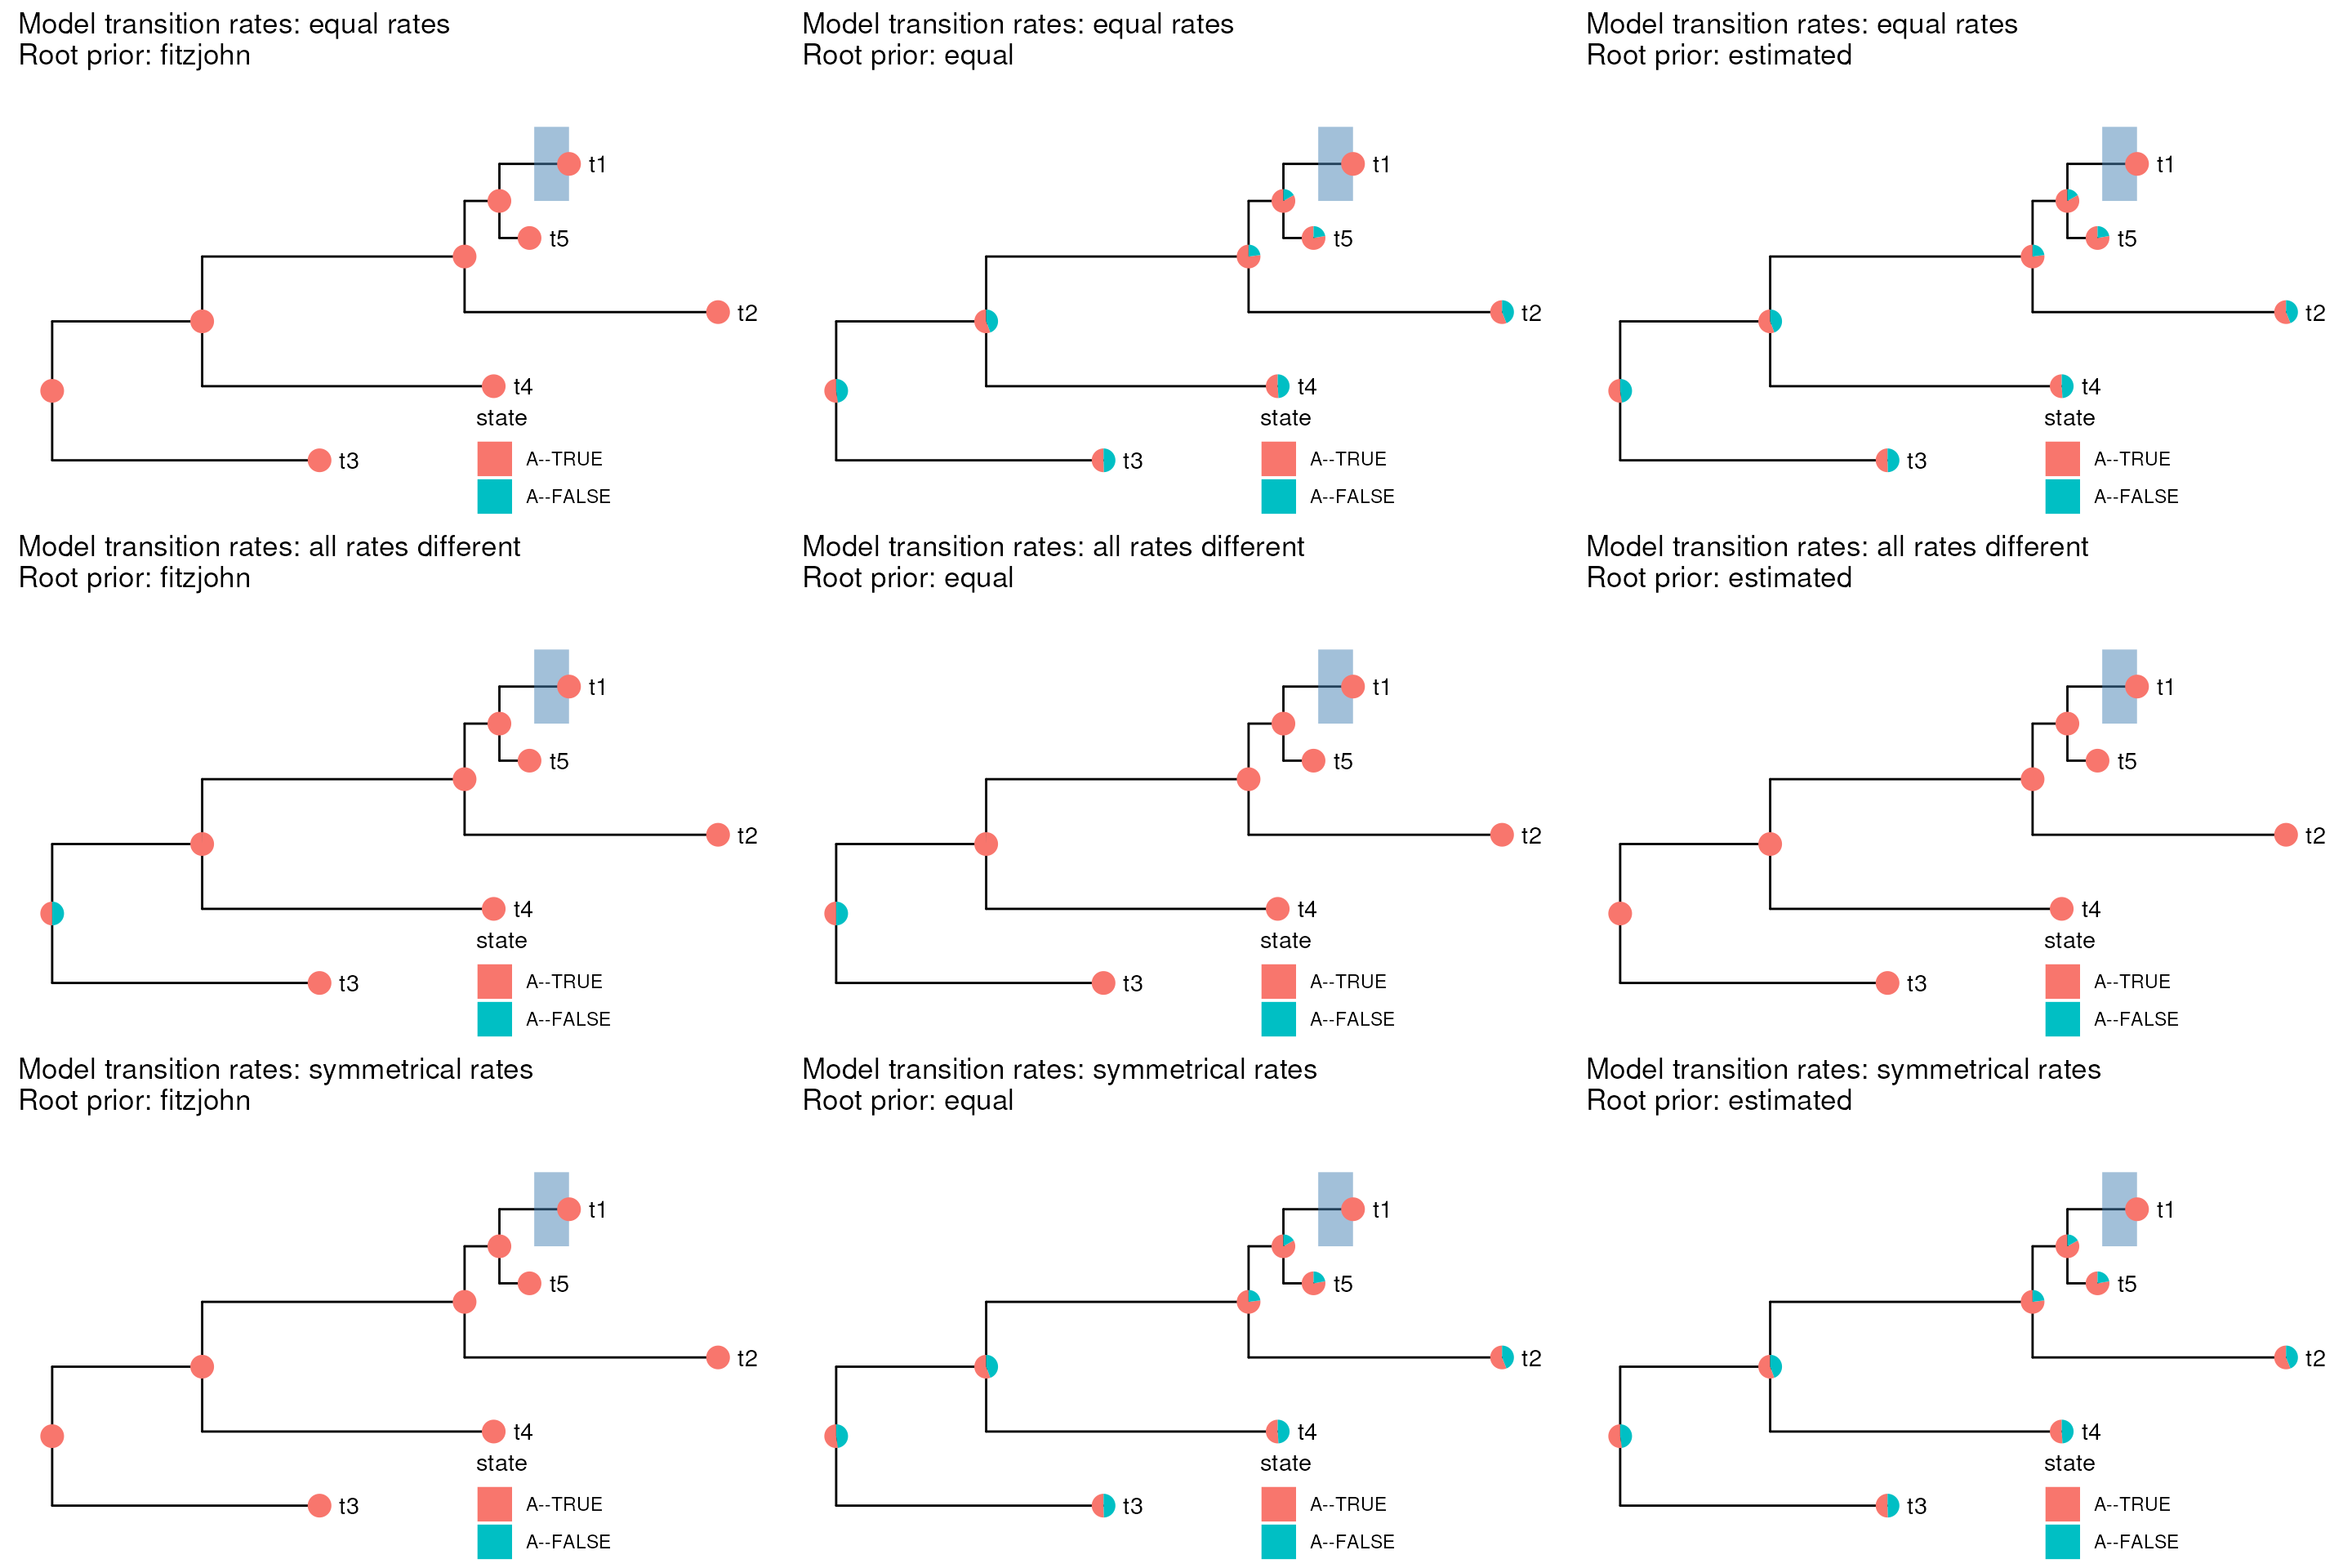 Model transition rates: equal rates
Root prior: fitzjohn
t1
t5
t2
t4
state
t3
A--TRUE
A--FALSE
Model transition rates: equal rates
Root prior: equal
t1
t5
t2
t4
state
t3
A--TRUE
A--FALSE
Model transition rates: equal rates
Root prior: estimated
t1
t5
t2
t4
state
t3
A--TRUE
A--FALSE
Model transition rates: all rates different
Root prior: fitzjohn
t1
t5
t2
t4
state
t3
A--TRUE
A--FALSE
Model transition rates: all rates different
Root prior: equal
t1
t5
t2
t4
state
t3
A--TRUE
A--FALSE
Model transition rates: all rates different
Root prior: estimated
t1
t5
t2
t4
state
t3
A--TRUE
A--FALSE
Model transition rates: symmetrical rates
Root prior: fitzjohn
t1
t5
t2
t4
state
t3
A--TRUE
A--FALSE
Model transition rates: symmetrical rates
Root prior: equal
t1
t5
t2
t4
state
t3
A--TRUE
A--FALSE
Model transition rates: symmetrical rates
Root prior: estimated
t1
t5
t2
t4
state
t3
A--TRUE
A--FALSE